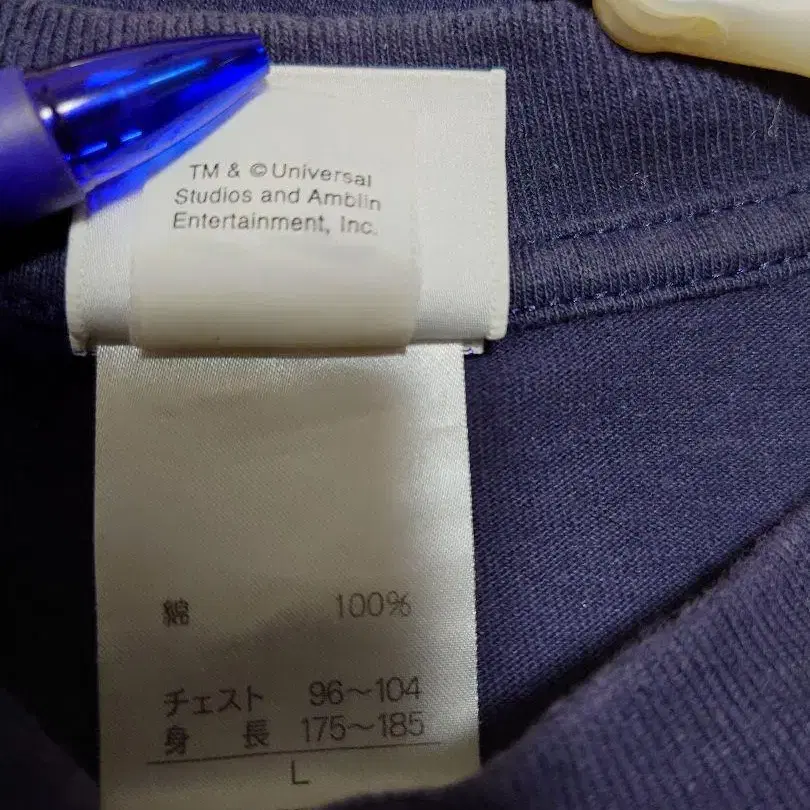 TM & ©Universal
Studios and Amblin
Entertainment, Inc.
綿 100%
チェスト 96～104
身 長 175～185
L